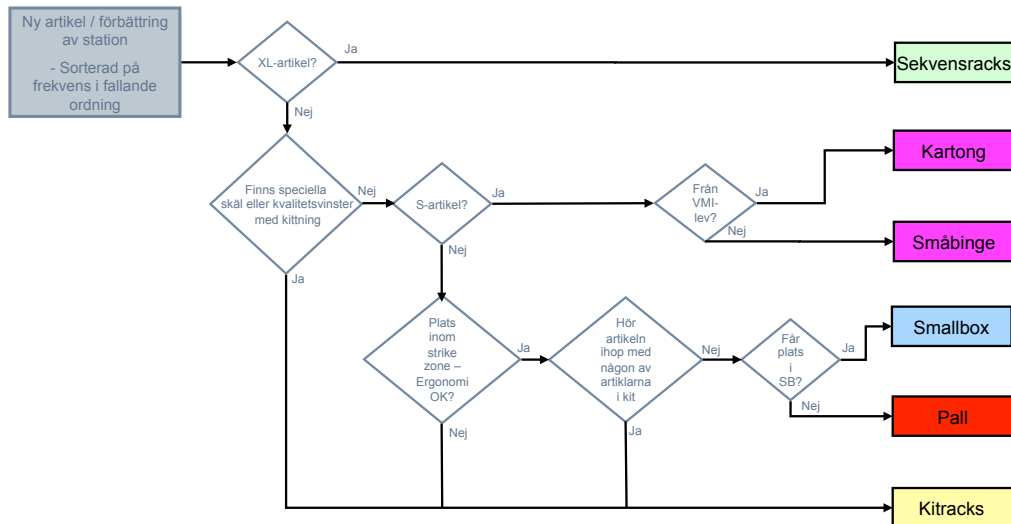 Ny artikel / förbättring
av station
- Sorterad på
frekvens i fallande
ordning
XL-artikel?
Ja
Sekvensracks
Nej
Finns speciella
skäl eller kvalitetsvinster
med kittning
Nej
S-artikel?
Ja
Från
VMI-
lev?
Ja
Kartong
Nej
Småbinge
Ja
Nej
Plats
inom
strike
zone –
Ergonomi
OK?
Ja
Hör
artikeln
ihop med
någon av
artiklarna
i kit
Nej
Får
plats
i
SB?
Ja
Smallbox
Nej
Pall
Nej
Ja
Kitracks